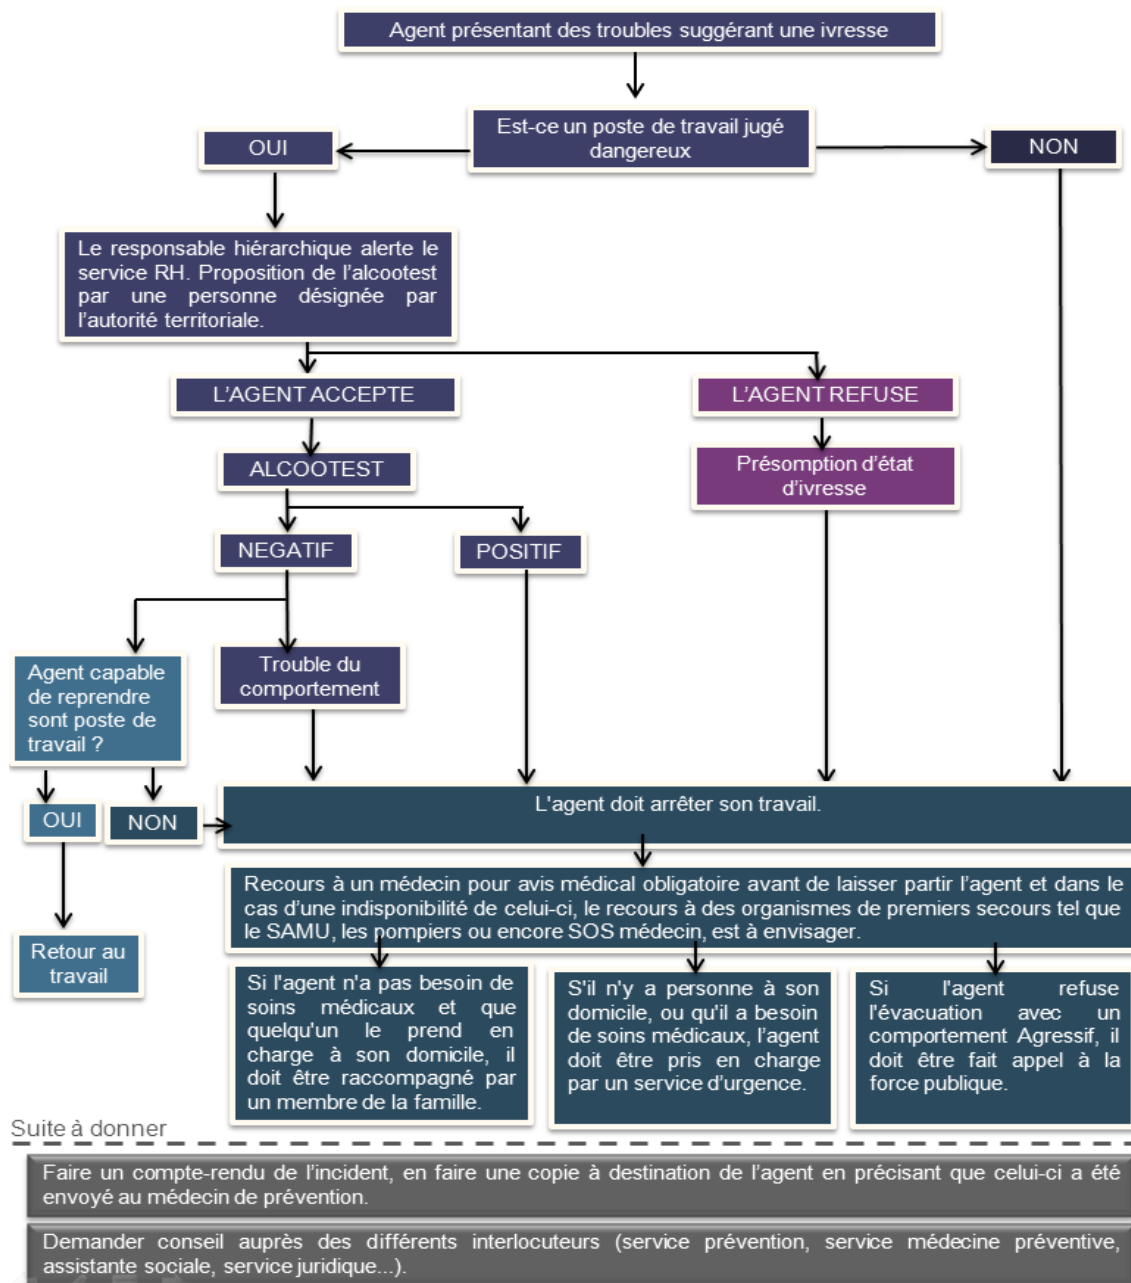 Agent présentant des troubles suggérant une ivresse
Est-ce un poste de travail jugé
dangereux
OUI
NON
Le responsable hiérarchique alerte le
service RH. Proposition de l'alcootest
par une personne désignée par
l'autorité territoriale.
L'AGENT ACCEPTE
L'AGENT REFUSE
ALCOOTEST
Présomption d'état
d'ivresse
NEGATIF
POSITIF
Agent capable
de reprendre
sont poste de
travail ?
Trouble du
comportement
OUI
NON
L'agent doit arrêter son travail.
Retour au
travail
Recours à un médecin pour avis médical obligatoire avant de laisser partir l'agent et dans le
cas d'une indisponibilité de celui-ci, le recours à des organismes de premiers secours tel que
le SAMU, les pompiers ou encore SOS médecin, est à envisager.
Si l'agent n'a pas besoin de
soins médicaux et que
quelqu'un le prend en
charge à son domicile, il
doit être raccompagné par
un membre de la famille.
S'il n'y a personne à son
domicile, ou qu'il a besoin
de soins médicaux, l'agent
doit être pris en charge
par un service d'urgence.
Si l'agent refuse
l'évacuation avec un
comportement Agressif, il
doit être fait appel à la
force publique.
Suite à donner
Faire un compte-rendu de l'incident, en faire une copie à destination de l'agent en précisant que celui-ci a été
envoyé au médecin de prévention.
Demander conseil auprès des différents interlocuteurs (service prévention, service médecine préventive,
assistante sociale, service juridique...).